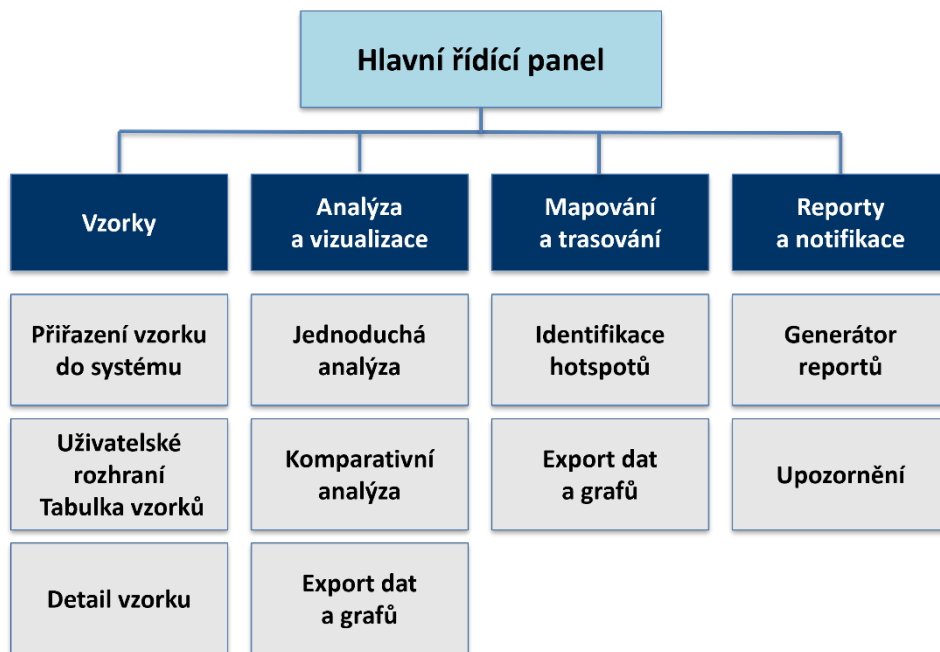 Hlavní řídící panel
Vzorky
Analýza
a vizualizace
Mapování
a trasování
Reporty
a notifikace
Přiřazení vzorku
do systému
Jednoduchá
analýza
Identifikace
hotspotů
Generátor
reportů
Uživatelské
rozhraní
Tabulka vzorků
Komparativní
analýza
Export dat
a grafů
Upozornění
Detail vzorku
Export dat
a grafů